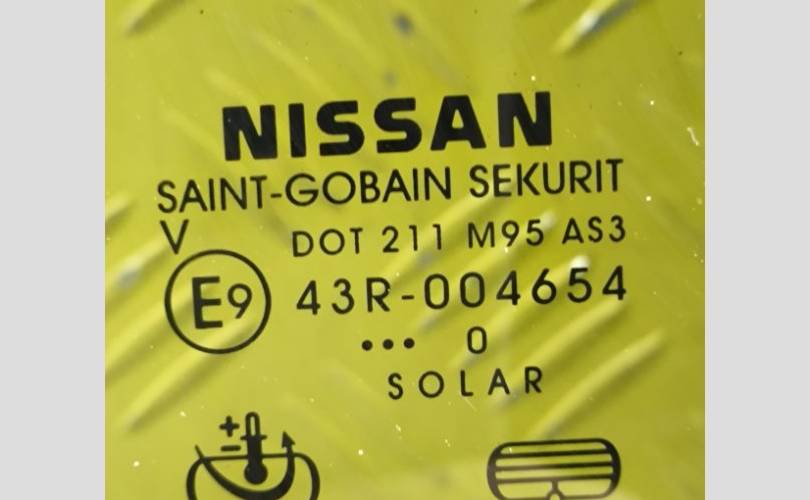 NISSAN
SAINT-GOBAIN SEKURIT
V
DOT 211 M95 AS3
E9 43R-004654
••• 0
SOLAR
+
−